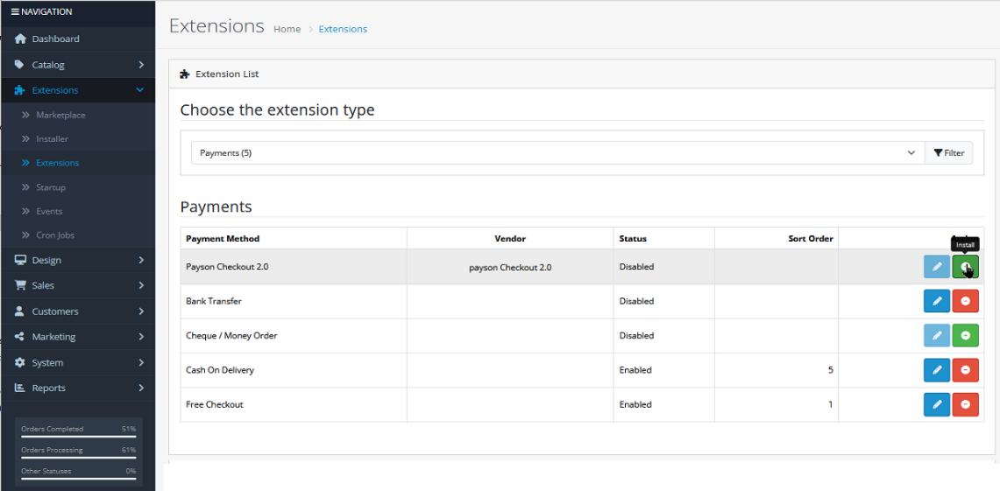 NAVIGATION
Extensions Home > Extensions
Dashboard
Catalog
Extensions
Marketplace
Installer
Extensions
Startup
Events
Cron Jobs
Design
Sales
Customers
Marketing
System
Reports
Orders Completed 51%
Orders Processing 61%
Other Statuses 0%
Extension List
Choose the extension type
Payments (5) Filter
Payments
Payment Method Vendor Status Sort Order
Install
Payson Checkout 2.0 payson Checkout 2.0 Disabled
Bank Transfer Disabled
Cheque / Money Order Disabled
Cash On Delivery Enabled 5
Free Checkout Enabled 1